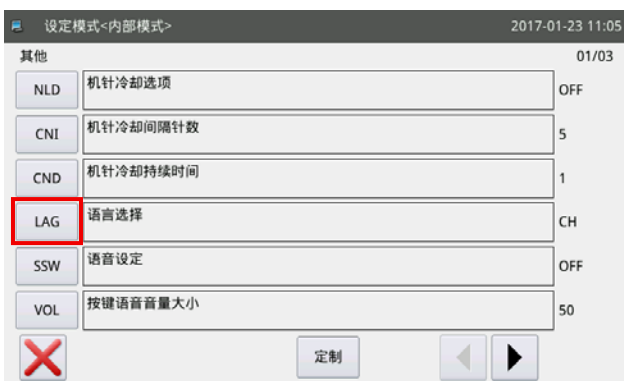 设定模式<内部模式> 2017-01-23 11:05
其他 01/03
NLD 机针冷却选项 OFF
CNI 机针冷却间隔针数 5
CND 机针冷却持续时间 1
LAG 语言选择 CH
SSW 语音设定 OFF
VOL 按键语音音量大小 50
定制